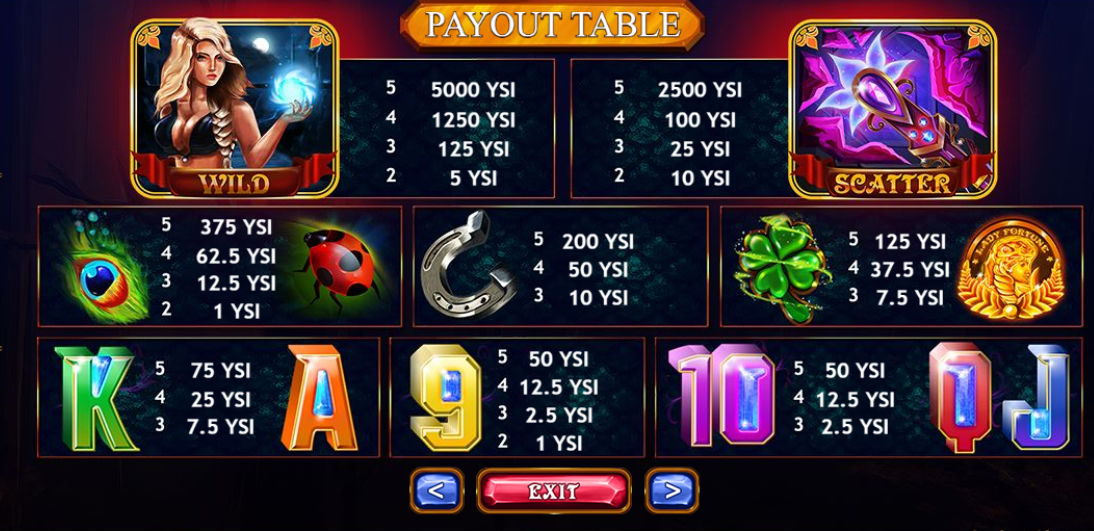 PAYOUT TABLE
WILD
5 5000 YSI
4 1250 YSI
3 125 YSI
2 5 YSI
5 2500 YSI
4 100 YSI
3 25 YSI
2 10 YSI
SCATTER
5 375 YSI
4 62.5 YSI
3 12.5 YSI
2 1 YSI
5 200 YSI
4 50 YSI
3 10 YSI
5 125 YSI
4 37.5 YSI
3 7.5 YSI
LADY FORTUNE
K
5 75 YSI
4 25 YSI
3 7.5 YSI
A
9
5 50 YSI
4 12.5 YSI
3 2.5 YSI
2 1 YSI
10
5 50 YSI
4 12.5 YSI
3 2.5 YSI
Q J
< EXIT >